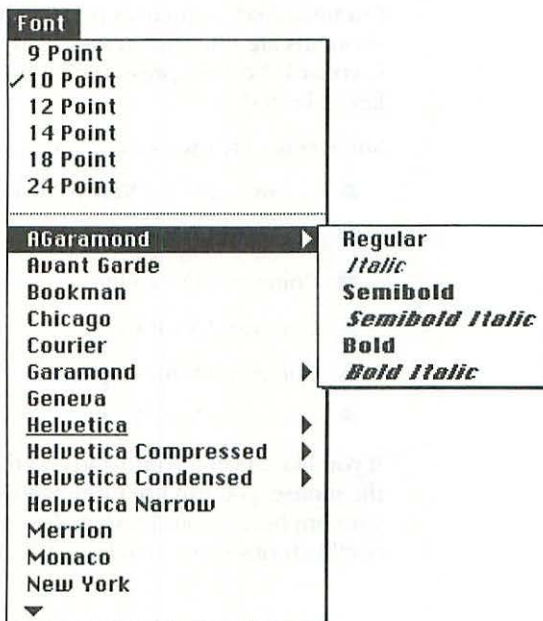 Font
9 Point
✓10 Point
12 Point
14 Point
18 Point
24 Point
AGaramond
Avant Garde
Bookman
Chicago
Courier
Garamond
Geneva
Helvetica
Helvetica Compressed
Helvetica Condensed
Helvetica Narrow
Merrion
Monaco
New York
Regular
Italic
Semibold
Semibold Italic
Bold
Bold Italic